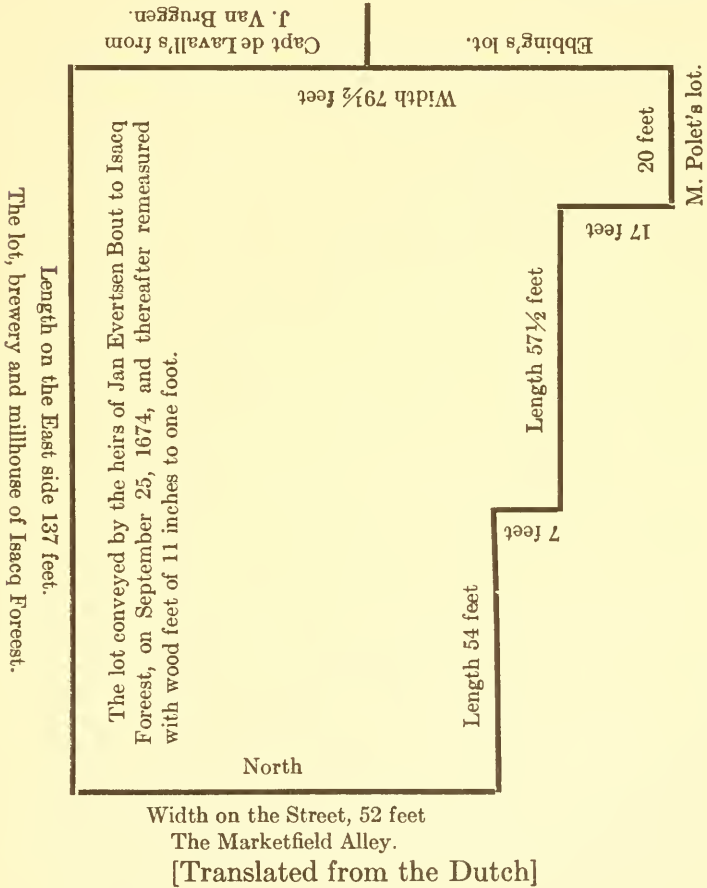 Capt de Lavall's from
J. Van Bruggen.
Ebbing's lot.
Width 79½ feet
M. Polet's lot.
20 feet
17 feet
Length 57½ feet
7 feet
Length 54 feet
Length on the East side 137 feet.
The lot, brewery and millhouse of Isacq Foreest.
The lot conveyed by the heirs of Jan Evertsen Bout to Isacq
Foreest, on September 25, 1674, and thereafter remeasured
with wood feet of 11 inches to one foot.
North
Width on the Street, 52 feet
The Marketfield Alley.
[Translated from the Dutch]